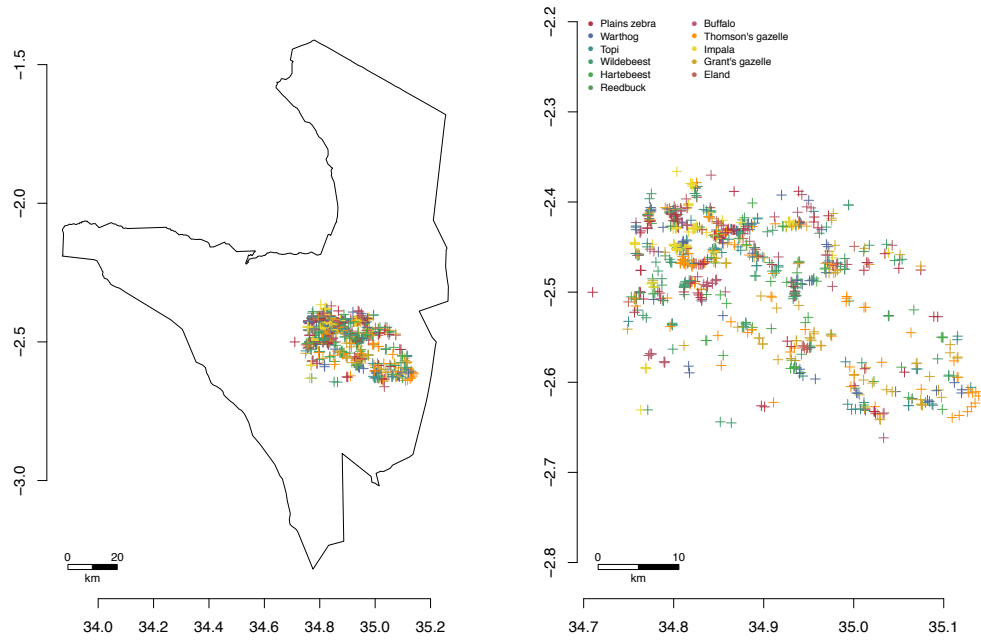 −1.5
−2.0
−2.5
−3.0
0 20
km
34.0 34.2 34.4 34.6 34.8 35.0 35.2
−2.2
−2.3
−2.4
−2.5
−2.6
−2.7
−2.8
Plains zebra
Warthog
Topi
Wildebeest
Hartebeest
Reedbuck
Buffalo
Thomson's gazelle
Impala
Grant's gazelle
Eland
0 10
km
34.7 34.8 34.9 35.0 35.1